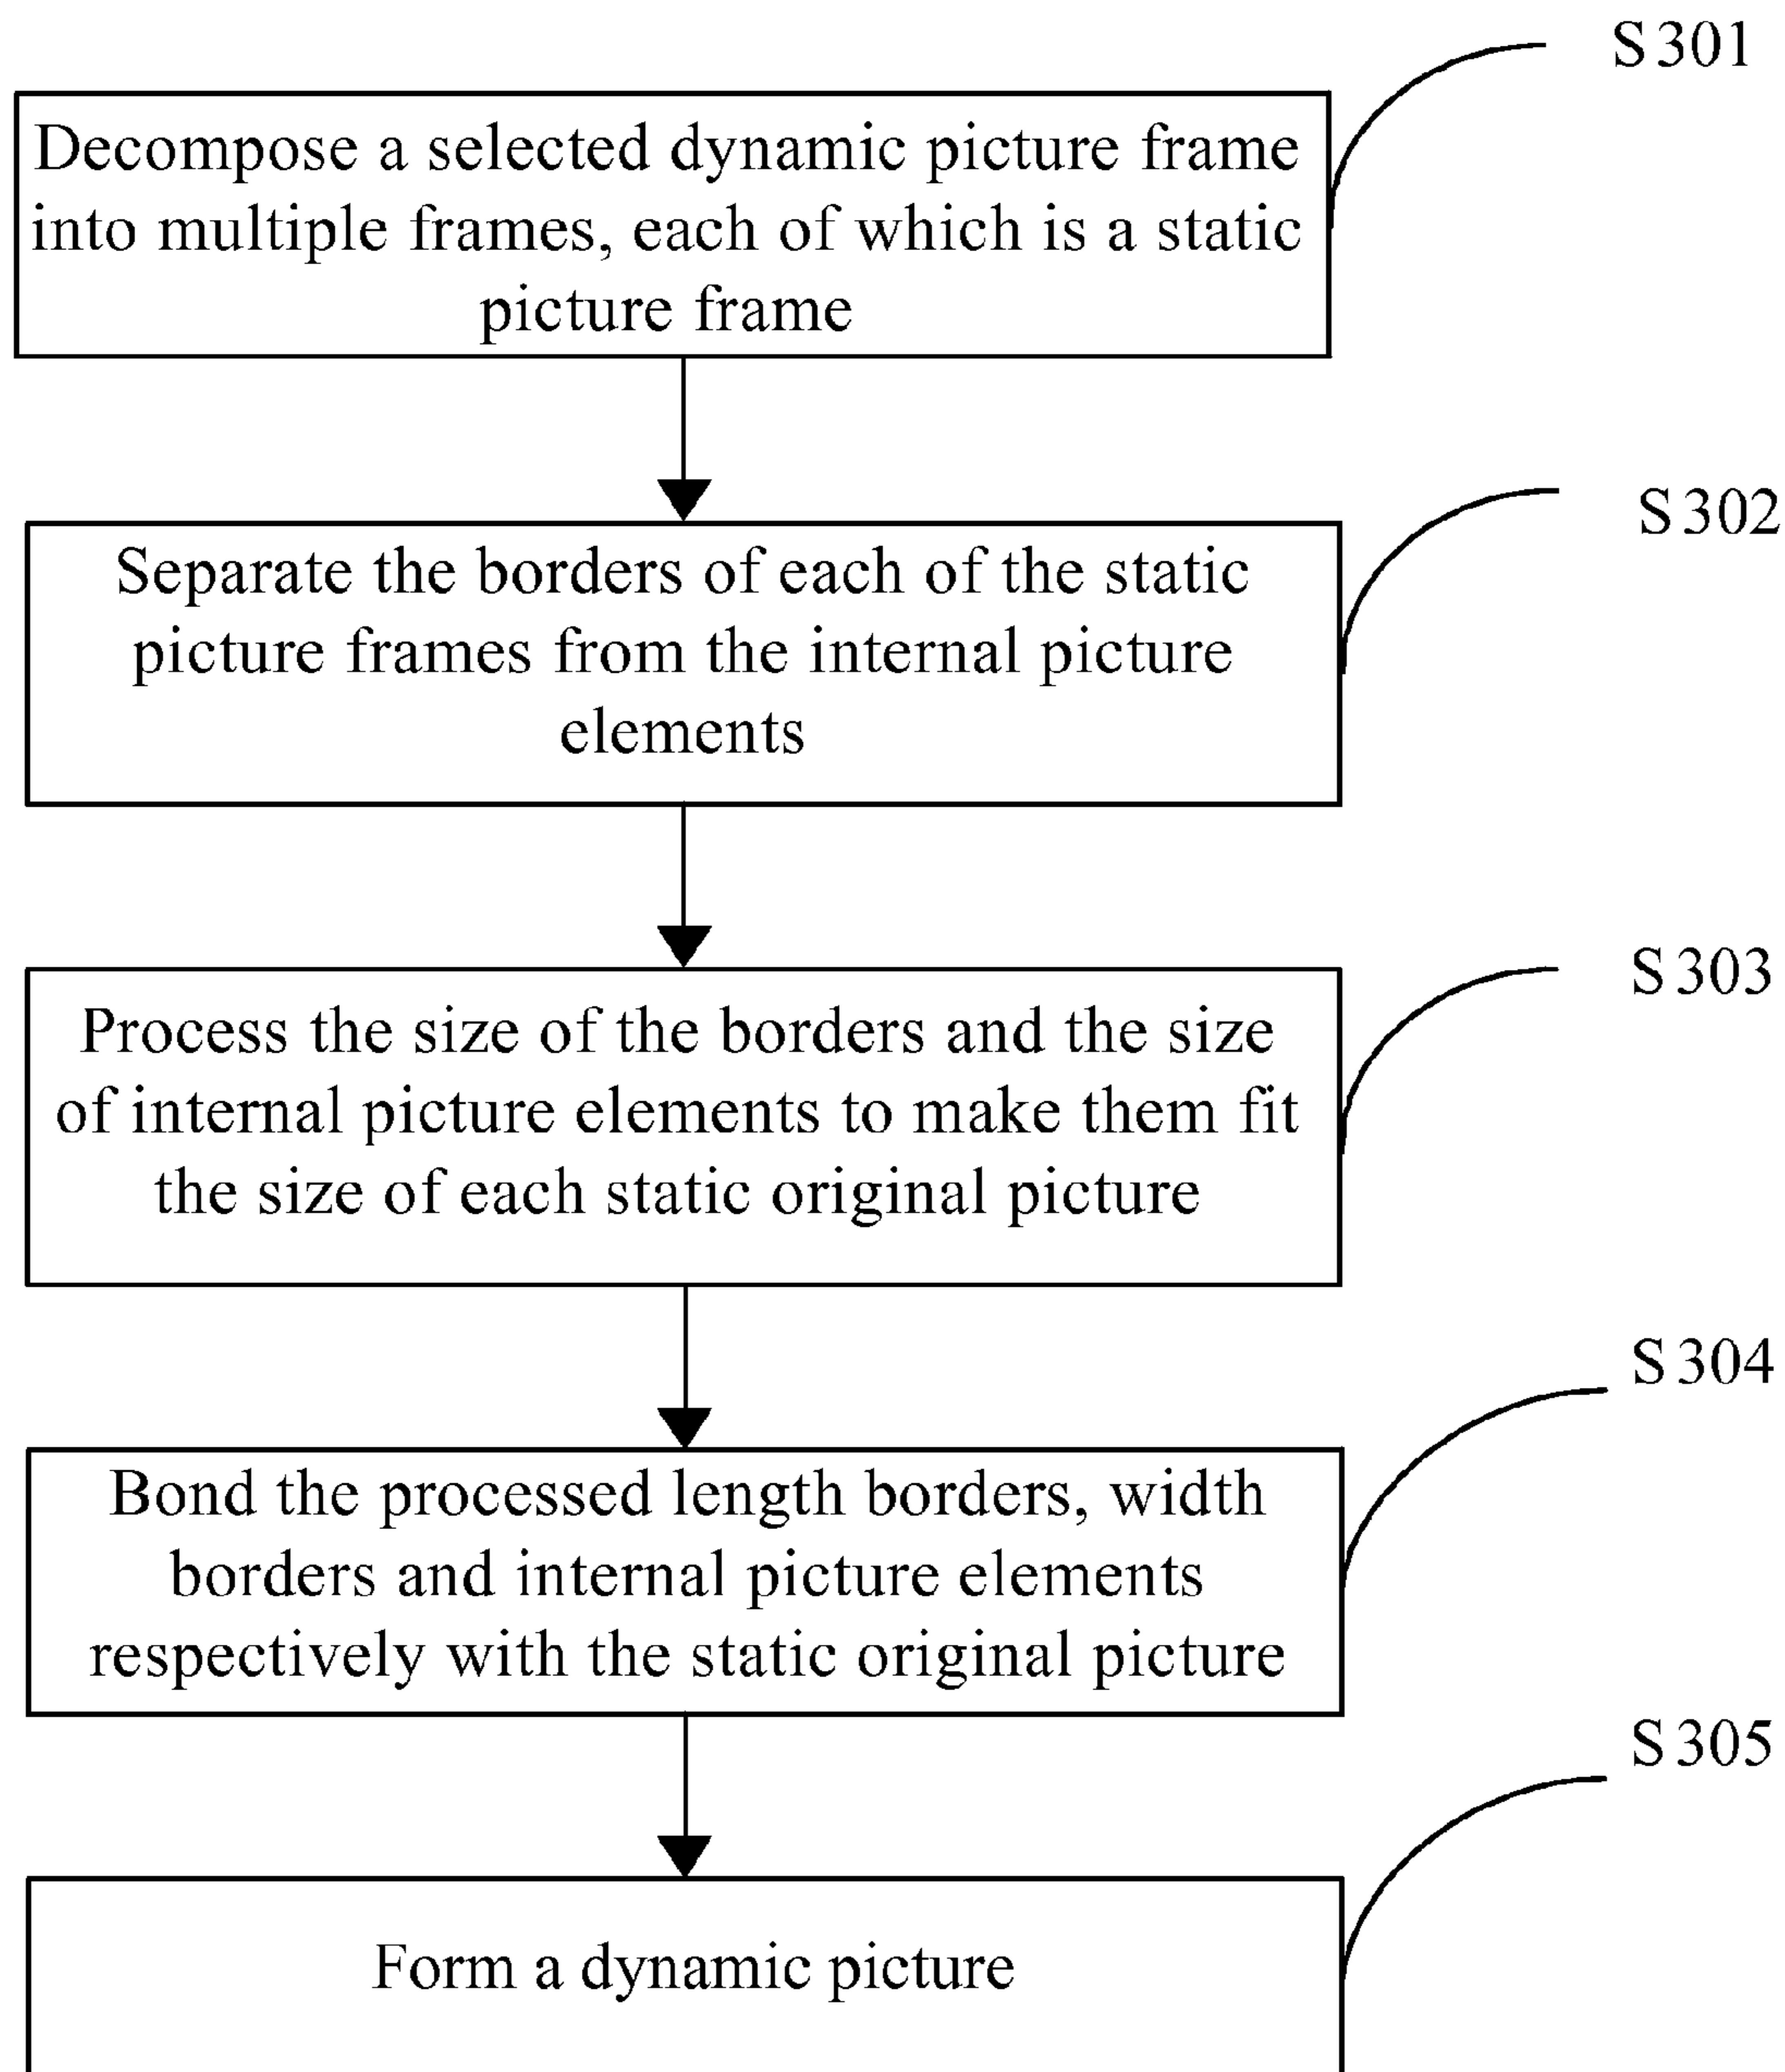 S301
Decompose a selected dynamic picture frame
into multiple frames, each of which is a static
picture frame
S302
Separate the borders of each of the static
picture frames from the internal picture
elements
S303
Process the size of the borders and the size
of internal picture elements to make them fit
the size of each static original picture
S304
Bond the processed length borders, width
borders and internal picture elements
respectively with the static original picture
S305
Form a dynamic picture